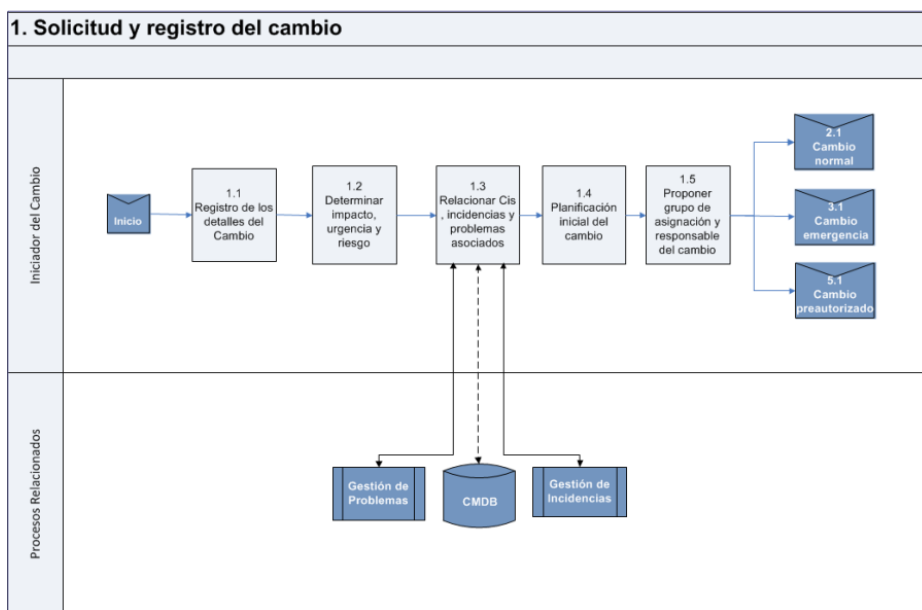 1. Solicitud y registro del cambio
Iniciador del Cambio
Inicio
1.1
Registro de los
detalles del
Cambio
1.2
Determinar
impacto,
urgencia y
riesgo
1.3
Relacionar Cis
, incidencias y
problemas
asociados
1.4
Planificación
inicial del
cambio
1.5
Proponer
grupo de
asignación y
responsable
del cambio
2.1
Cambio
normal
3.1
Cambio
emergencia
5.1
Cambio
preautorizado
Procesos Relacionados
Gestión de
Problemas
CMDB
Gestión de
Incidencias